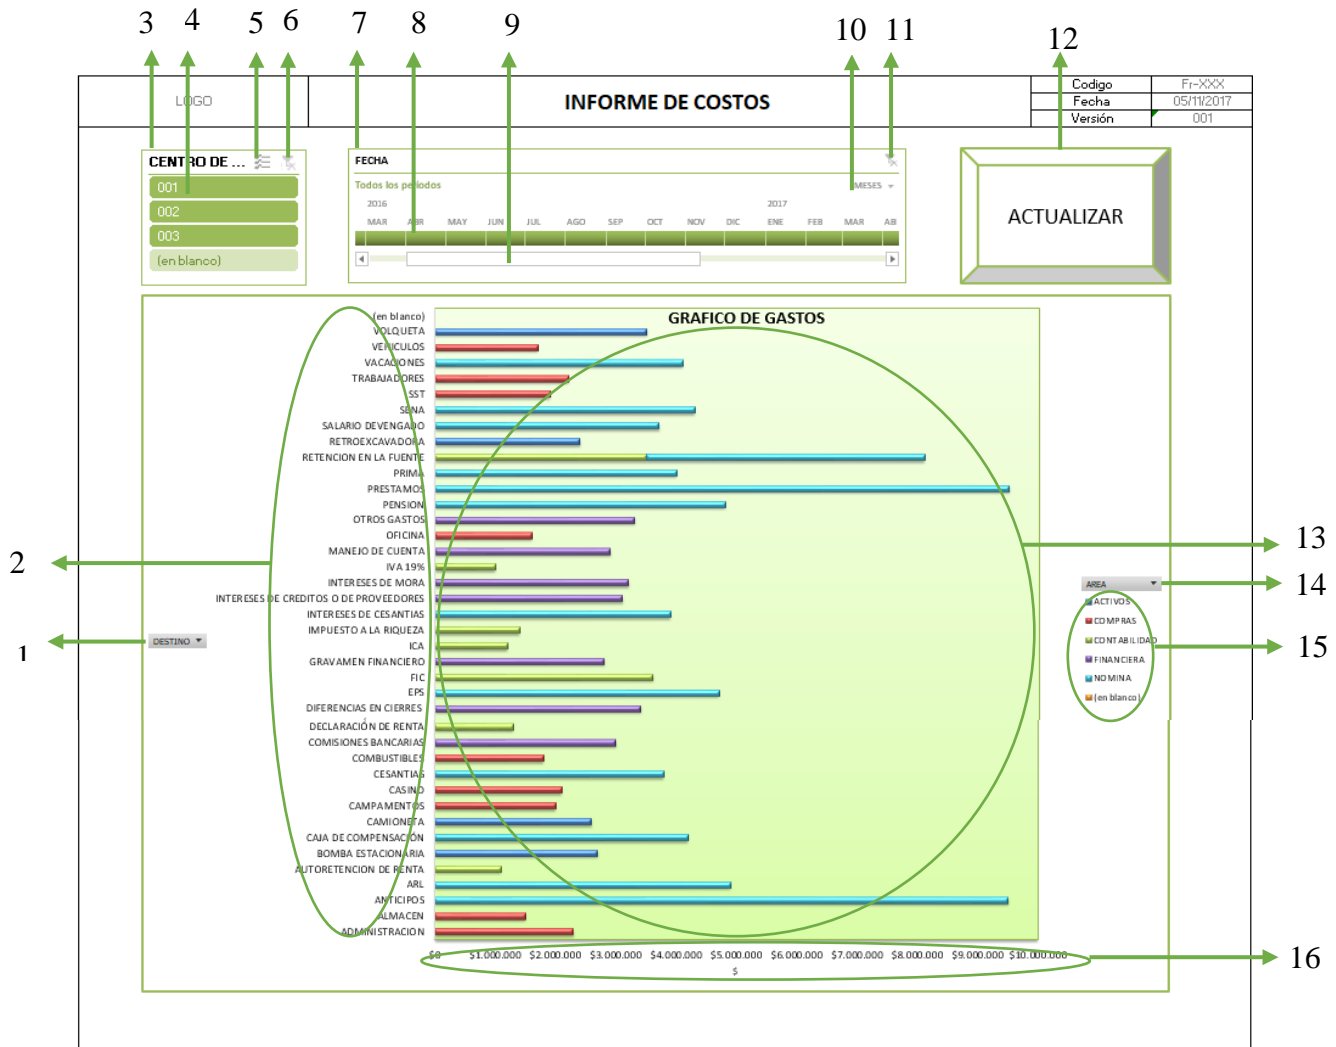 3 4 5 6 7 8 9 10 11 12
LOGO
INFORME DE COSTOS
Codigo Fr-XXX
Fecha 05/11/2017
Versión 001
CENTRO DE ...
001
002
003
(en blanco)
FECHA
Todos los periodos
MESES
2016 2017
MAR ABR MAY JUN JUL AGO SEP OCT NOV DIC ENE FEB MAR AB
ACTUALIZAR
GRAFICO DE GASTOS
(en blanco)
VOLQUETA
VEHICULOS
VACACIONES
TRABAJADORES
SST
SENA
SALARIO DEVENGADO
RETROEXCAVADORA
RETENCION EN LA FUENTE
PRIMA
PRESTAMOS
PENSION
OTROS GASTOS
OFICINA
MANEJO DE CUENTA
IVA 19%
INTERESES DE MORA
INTERESES DE CREDITOS O DE PROVEEDORES
INTERESES DE CESANTIAS
IMPUESTO A LA RIQUEZA
ICA
GRAVAMEN FINANCIERO
FIC
EPS
DIFERENCIAS EN CIERRES
DECLARACIÓN DE RENTA
COMISIONES BANCARIAS
COMBUSTIBLES
CESANTIAS
CASINO
CAMPAMENTOS
CAMIONETA
CAJA DE COMPENSACIÓN
BOMBA ESTACIONARIA
AUTORETENCION DE RENTA
ARL
ANTICIPOS
ALMACEN
ADMINISTRACION
$0 $1.000.000 $2.000.000 $3.000.000 $4.000.000 $5.000.000 $6.000.000 $7.000.000 $8.000.000 $9.000.000 $10.000.000
$
2
1
DESTINO
13
14
AREA
ACTIVOS
COMPRAS
CONTABILIDAD
FINANCIERA
NOMINA
(en blanco)
15
16